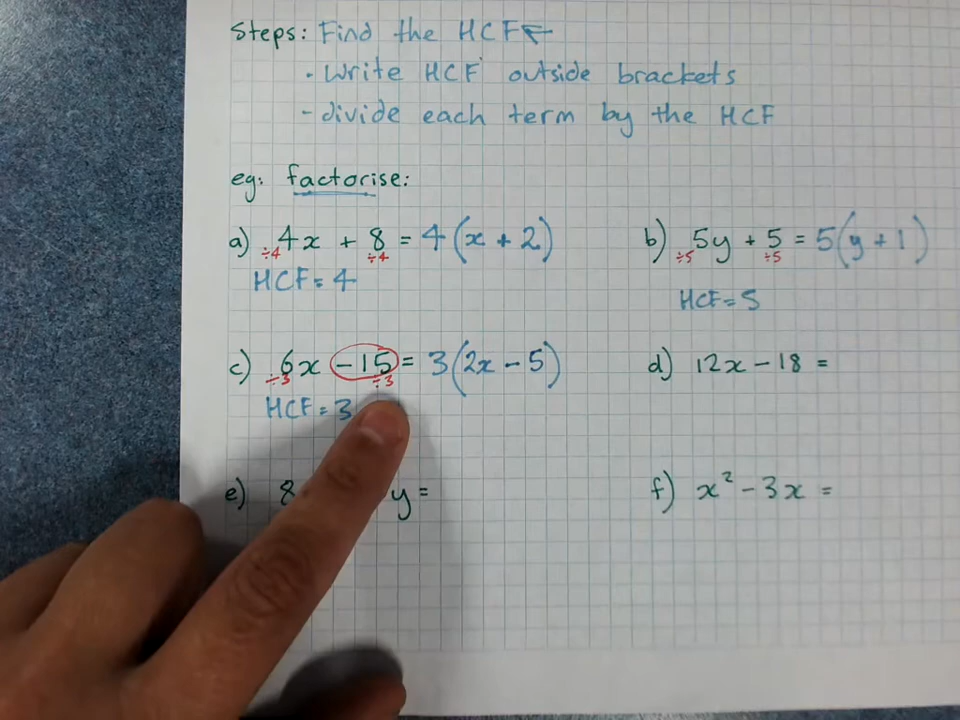 Steps: Find the HCF ←
· Write HCF outside brackets
- divide each term by the HCF
eg: factorise:
a) 4x + 8 = 4(x + 2)
÷4 ÷4
HCF = 4
b) 5y + 5 = 5(y + 1)
÷5 ÷5
HCF = 5
c) 6x - 15 = 3(2x - 5)
÷3 ÷3
HCF = 3
d) 12x - 18 =
e) 8 y =
f) x² - 3x =